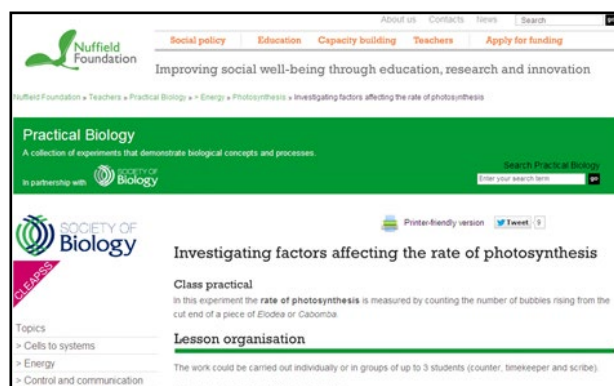 About us Contacts News Search go
Nuffield Foundation
Social policy Education Capacity building Teachers Apply for funding
Improving social well-being through education, research and innovation
Nuffield Foundation » Teachers » Practical Biology » > Energy » Photosynthesis » Investigating factors affecting the rate of photosynthesis
Practical Biology
A collection of experiments that demonstrate biological concepts and processes.
In partnership with SOCIETY OF Biology
Search Practical Biology
Enter your search term go
SOCIETY OF Biology
CLEAPSS
Printer-friendly version Tweet 9
Investigating factors affecting the rate of photosynthesis
Class practical
In this experiment the rate of photosynthesis is measured by counting the number of bubbles rising from the
cut end of a piece of Elodea or Cabomba.
Lesson organisation
The work could be carried out individually or in groups of up to 3 students (counter, timekeeper and scribe).
Topics
> Cells to systems
> Energy
> Control and communication